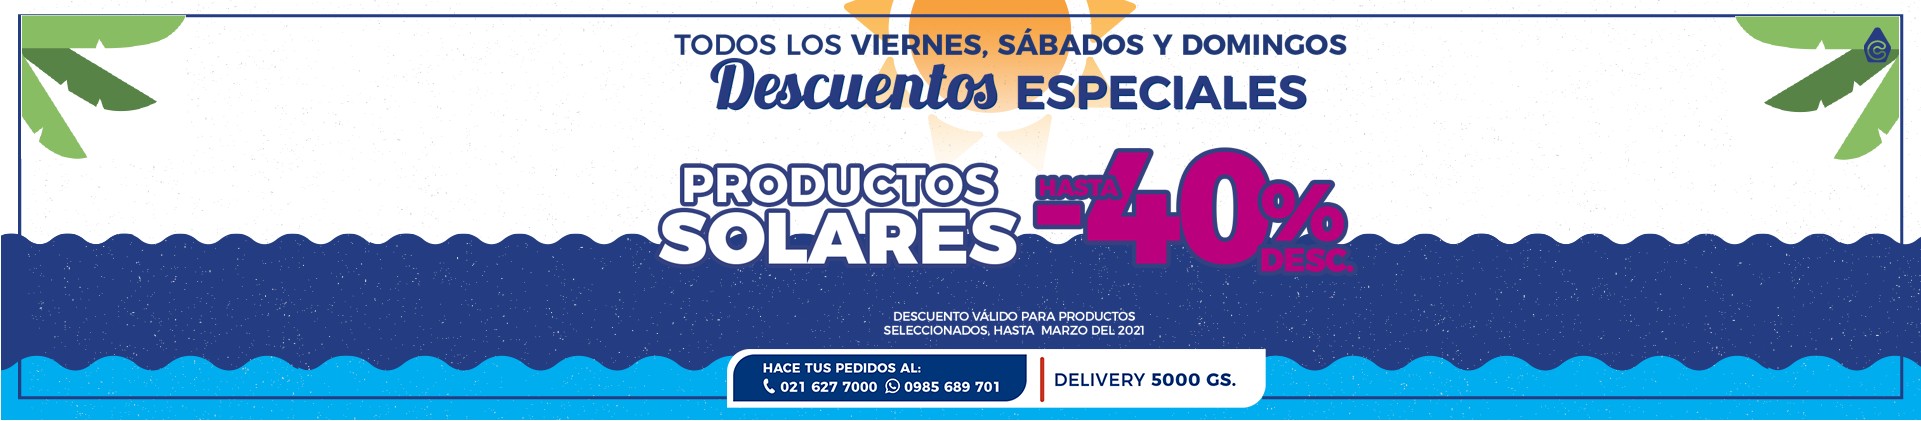 TODOS LOS VIERNES, SÁBADOS Y DOMINGOS
Descuentos ESPECIALES
PRODUCTOS
SOLARES
HASTA
-40%
DESC.
DESCUENTO VÁLIDO PARA PRODUCTOS
SELECCIONADOS, HASTA MARZO DEL 2021
HACE TUS PEDIDOS AL:
021 627 7000 0985 689 701
DELIVERY 5000 GS.